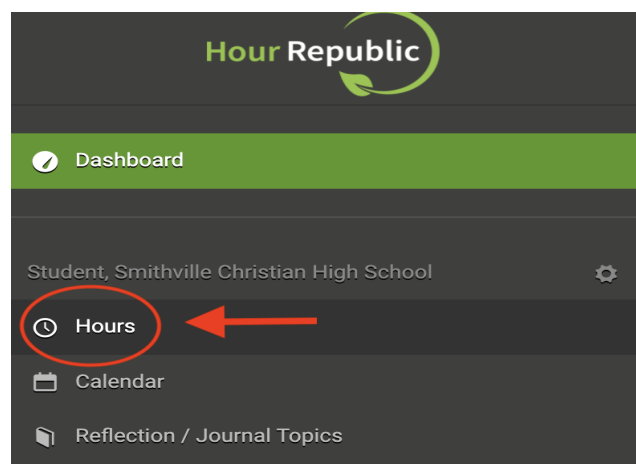 Hour Republic
Dashboard
Student, Smithville Christian High School
Hours
Calendar
Reflection / Journal Topics